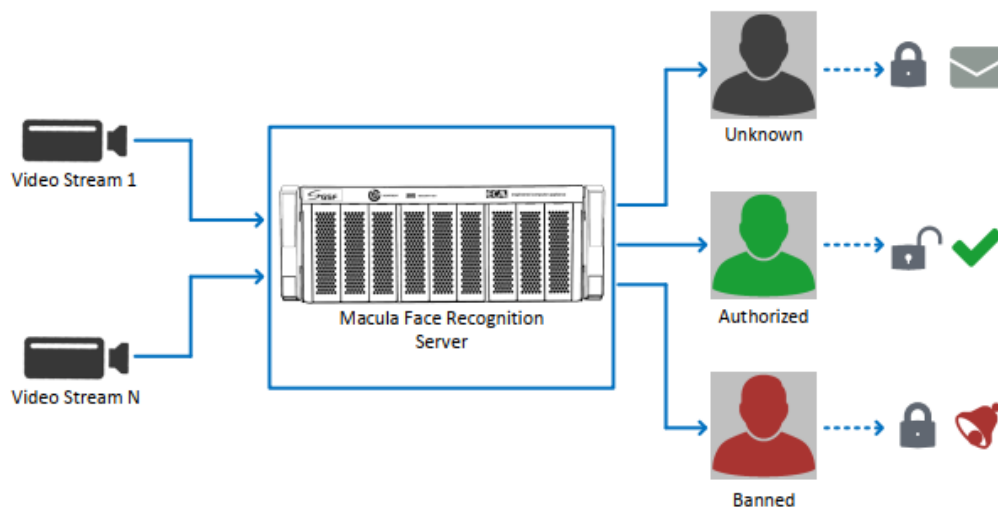 Video Stream 1
Video Stream N
Macula Face Recognition
Server
Unknown
Authorized
Banned